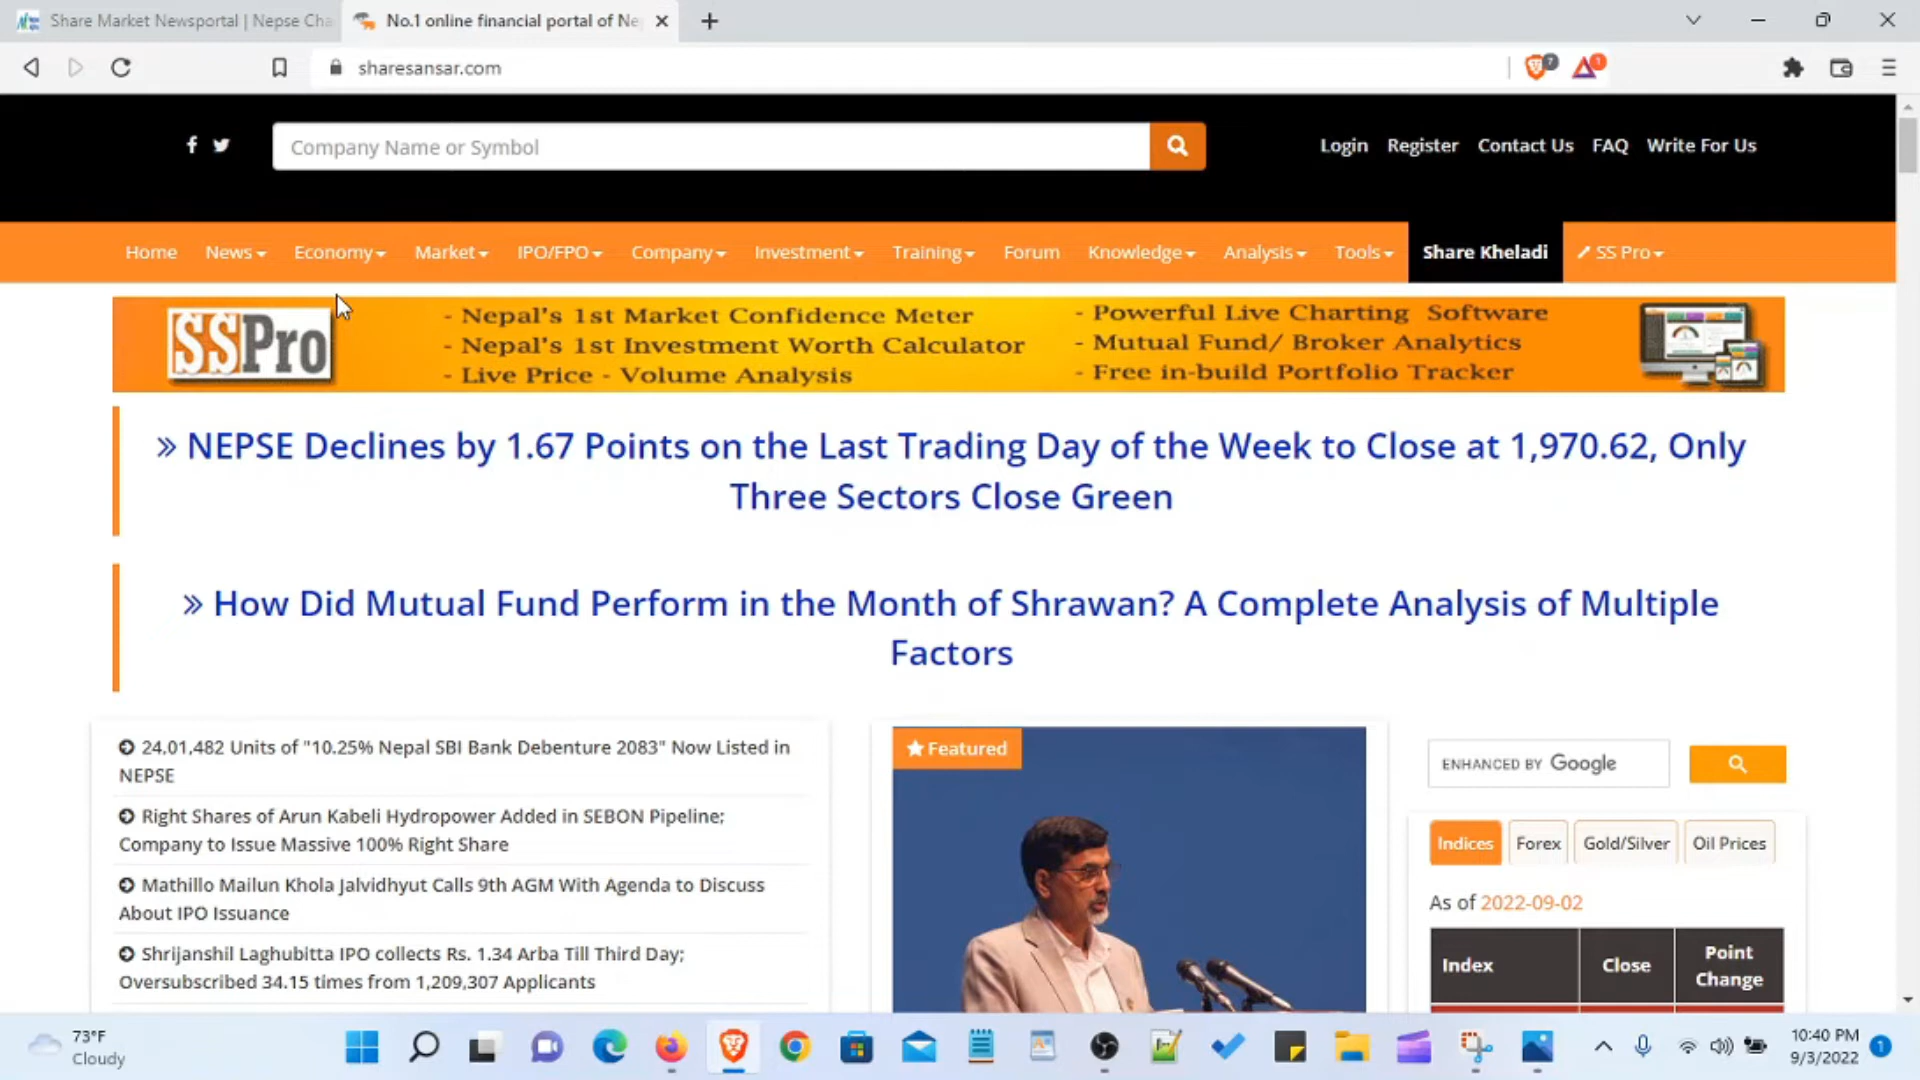 Share Market Newsportal | Nepse Cha
No.1 online financial portal of Ne
sharesansar.com
7
1
Company Name or Symbol
Login Register Contact Us FAQ Write For Us
Home News Economy Market IPO/FPO Company Investment Training Forum Knowledge Analysis Tools Share Kheladi SS Pro
SSPro
- Nepal's 1st Market Confidence Meter
- Nepal's 1st Investment Worth Calculator
- Live Price - Volume Analysis
- Powerful Live Charting Software
- Mutual Fund/ Broker Analytics
- Free in-build Portfolio Tracker
» NEPSE Declines by 1.67 Points on the Last Trading Day of the Week to Close at 1,970.62, Only
Three Sectors Close Green
» How Did Mutual Fund Perform in the Month of Shrawan? A Complete Analysis of Multiple
Factors
24,01,482 Units of "10.25% Nepal SBI Bank Debenture 2083" Now Listed in
NEPSE
Right Shares of Arun Kabeli Hydropower Added in SEBON Pipeline;
Company to Issue Massive 100% Right Share
Mathillo Mailun Khola Jalvidhyut Calls 9th AGM With Agenda to Discuss
About IPO Issuance
Shrijanshil Laghubitta IPO collects Rs. 1.34 Arba Till Third Day;
Oversubscribed 34.15 times from 1,209,307 Applicants
Featured
ENHANCED BY Google
Indices Forex Gold/Silver Oil Prices
As of 2022-09-02
Index Close Point
Change
73°F
Cloudy
10:40 PM
9/3/2022
1